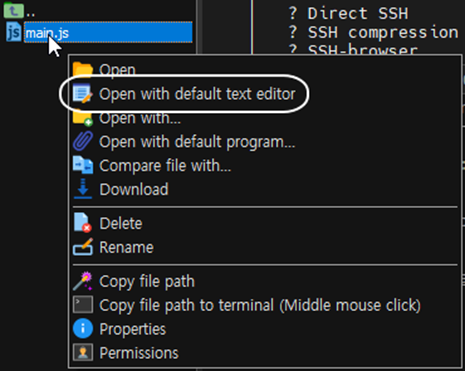 ..
main.js
? Direct SSH
? SSH compression
? SSH-browser
Open
Open with default text editor
Open with...
Open with default program...
Compare file with...
Download
Delete
Rename
Copy file path
Copy file path to terminal (Middle mouse click)
Properties
Permissions